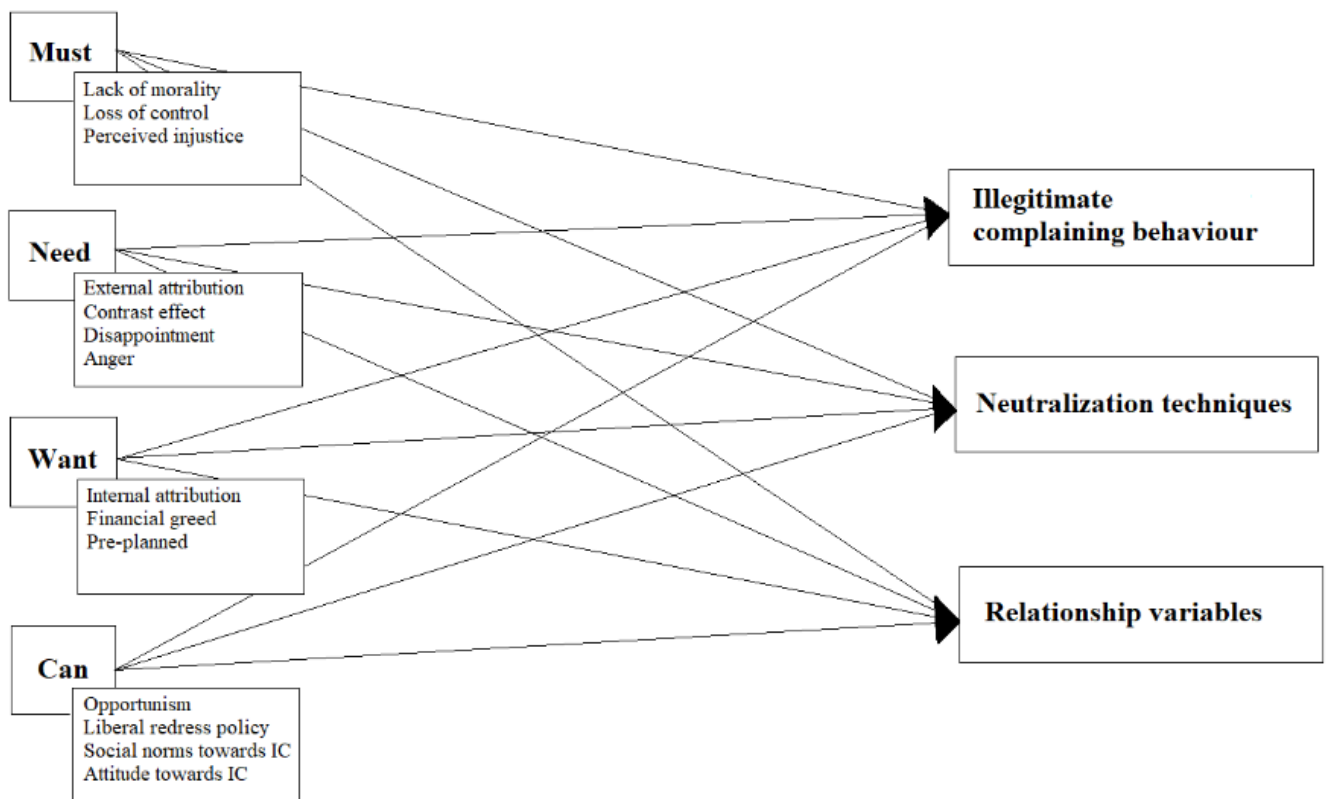 Must
Lack of morality
Loss of control
Perceived injustice
Need
External attribution
Contrast effect
Disappointment
Anger
Want
Internal attribution
Financial greed
Pre-planned
Can
Opportunism
Liberal redress policy
Social norms towards IC
Attitude towards IC
Illegitimate
complaining behaviour
Neutralization techniques
Relationship variables